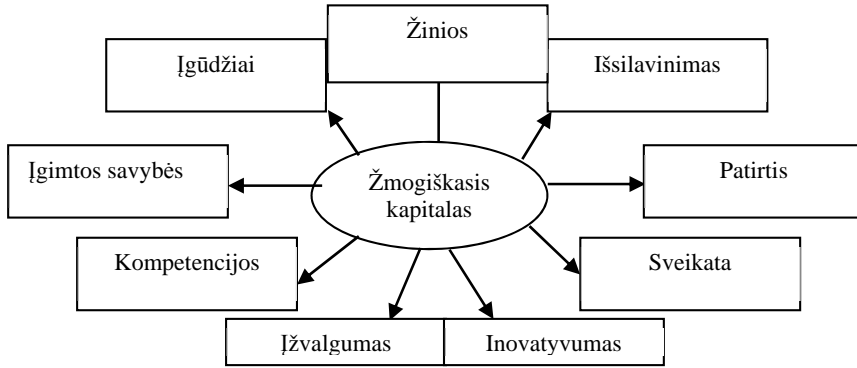 Žinios
Įgūdžiai
Išsilavinimas
Įgimtos savybės
Žmogiškasis
kapitalas
Patirtis
Kompetencijos
Sveikata
Įžvalgumas
Inovatyvumas